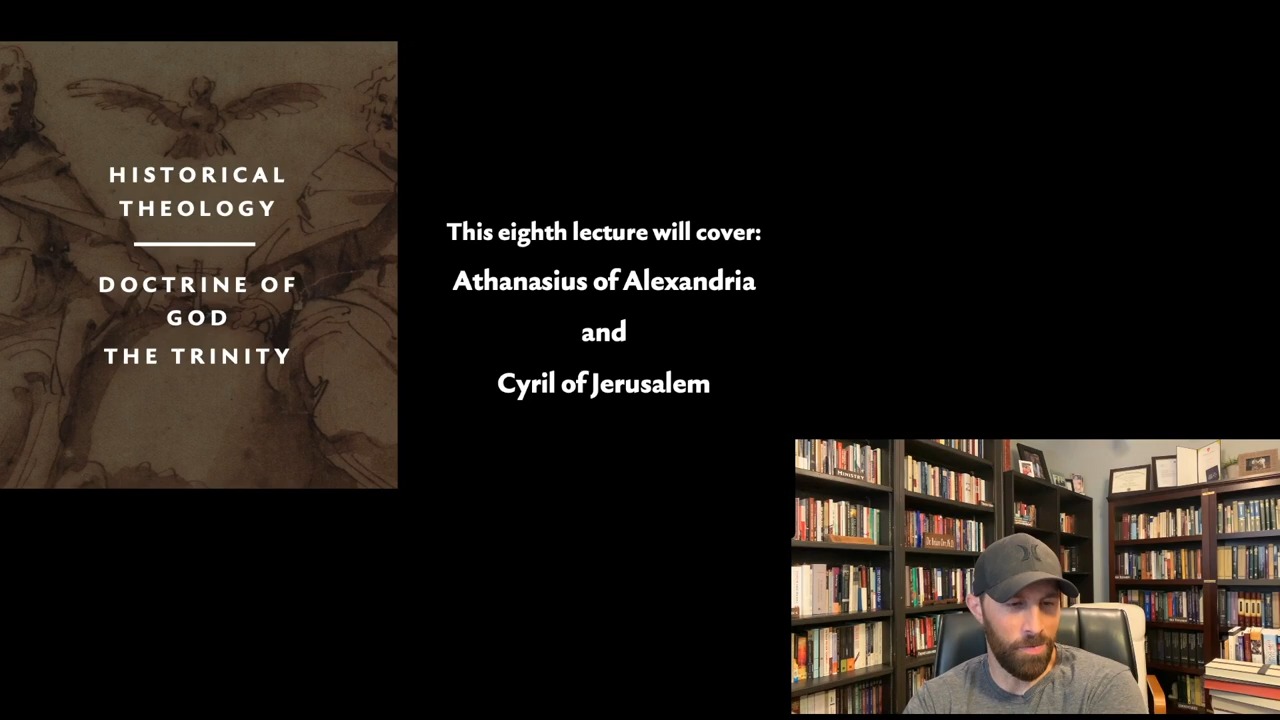 HISTORICAL
THEOLOGY
DOCTRINE OF
GOD
THE TRINITY
This eighth lecture will cover:
Athanasius of Alexandria
and
Cyril of Jerusalem
MINISTRY